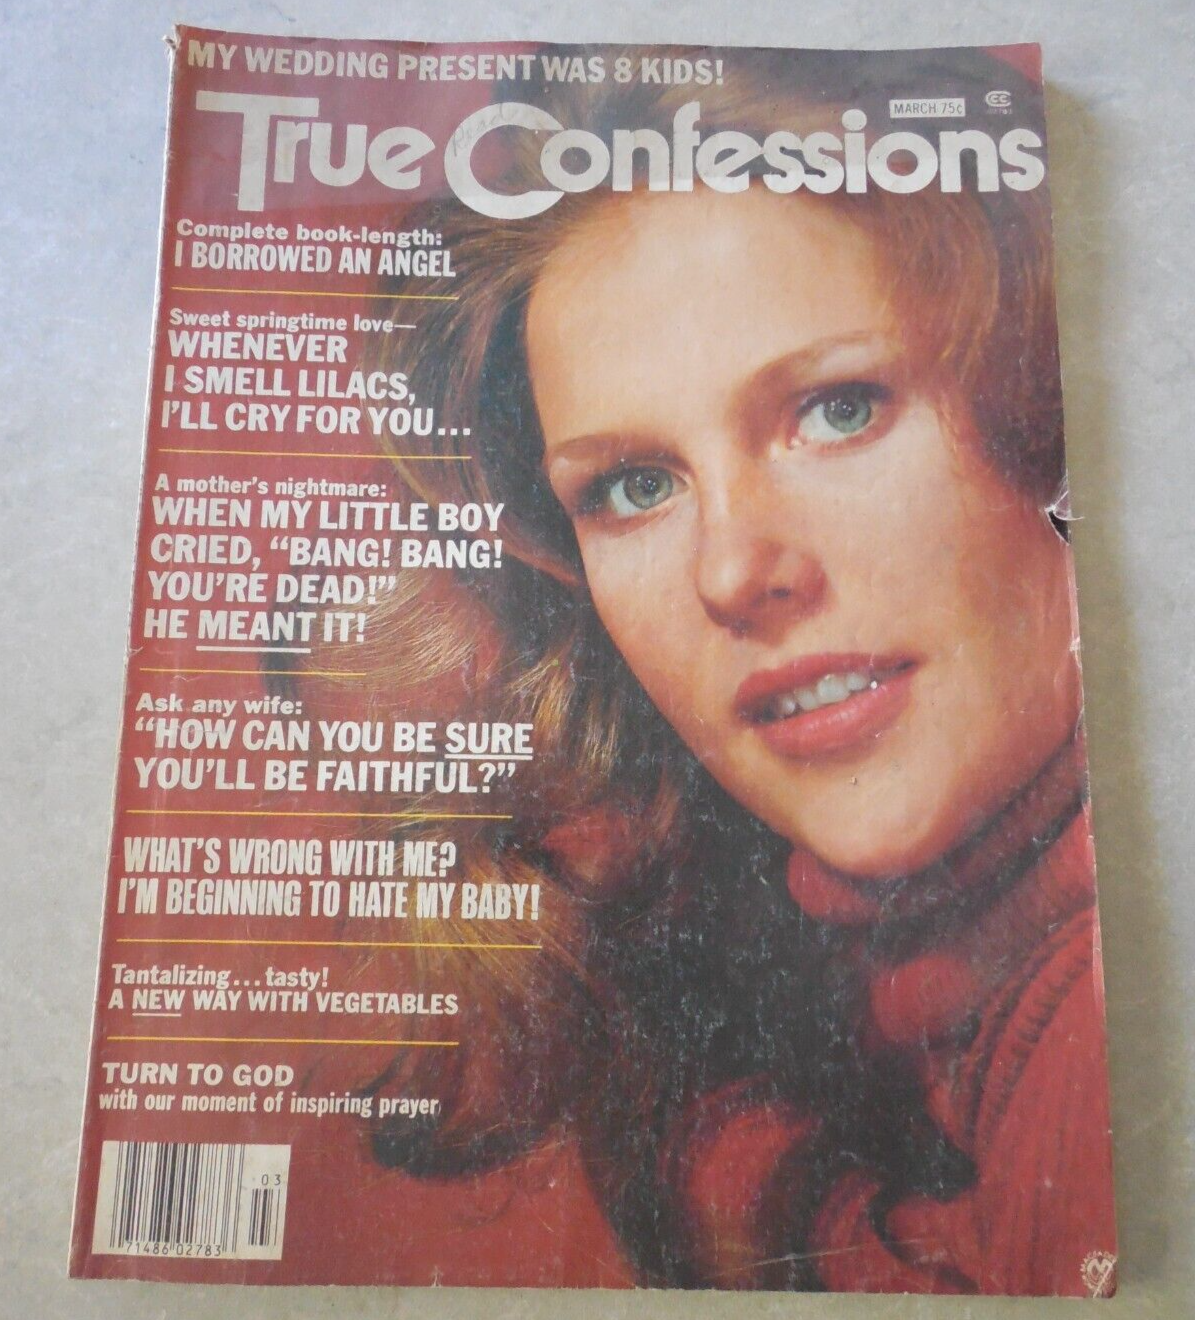 MY WEDDING PRESENT WAS 8 KIDS!
True Confessions
Read
MARCH 75¢
Complete book-length:
I BORROWED AN ANGEL
Sweet springtime love—
WHENEVER
I SMELL LILACS,
I'LL CRY FOR YOU...
A mother's nightmare:
WHEN MY LITTLE BOY
CRIED, “BANG! BANG!
YOU'RE DEAD!”
HE MEANT IT!
Ask any wife:
“HOW CAN YOU BE SURE
YOU'LL BE FAITHFUL?”
WHAT'S WRONG WITH ME?
I'M BEGINNING TO HATE MY BABY!
Tantalizing...tasty!
A NEW WAY WITH VEGETABLES
TURN TO GOD
with our moment of inspiring prayer
03
71486 02783